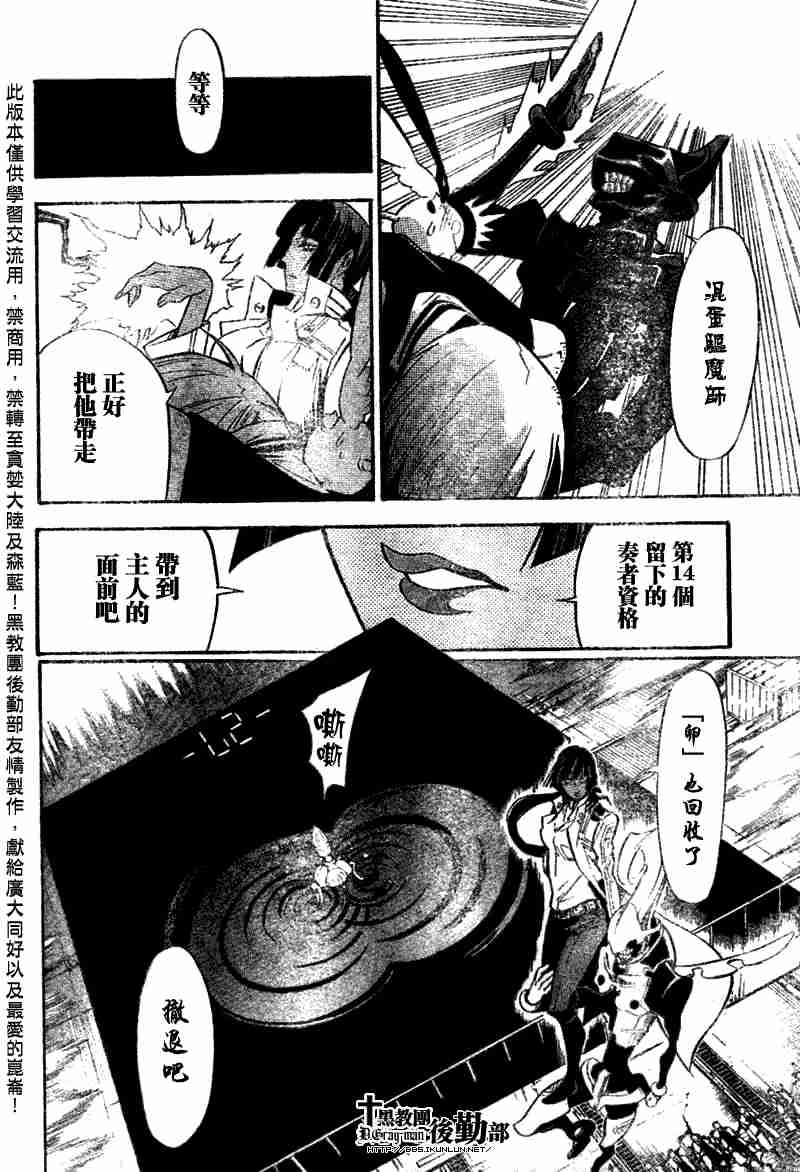 混蛋驅魔師
等等
正好
把他帶走
第14個
留下的
奏者資格
帶到
主人的
面前吧
「卵」也回收了
嘶
嘶
撤退吧
此版本僅供學習交流用，禁商用，禁轉至貪婪大陸及森藍！黑教團後勤部友情製作，獻給廣大同好以及最愛的崑崙！
黑教團
D.Gray-man 後勤部
HTTP://BBS.IKUNLUN.NET/